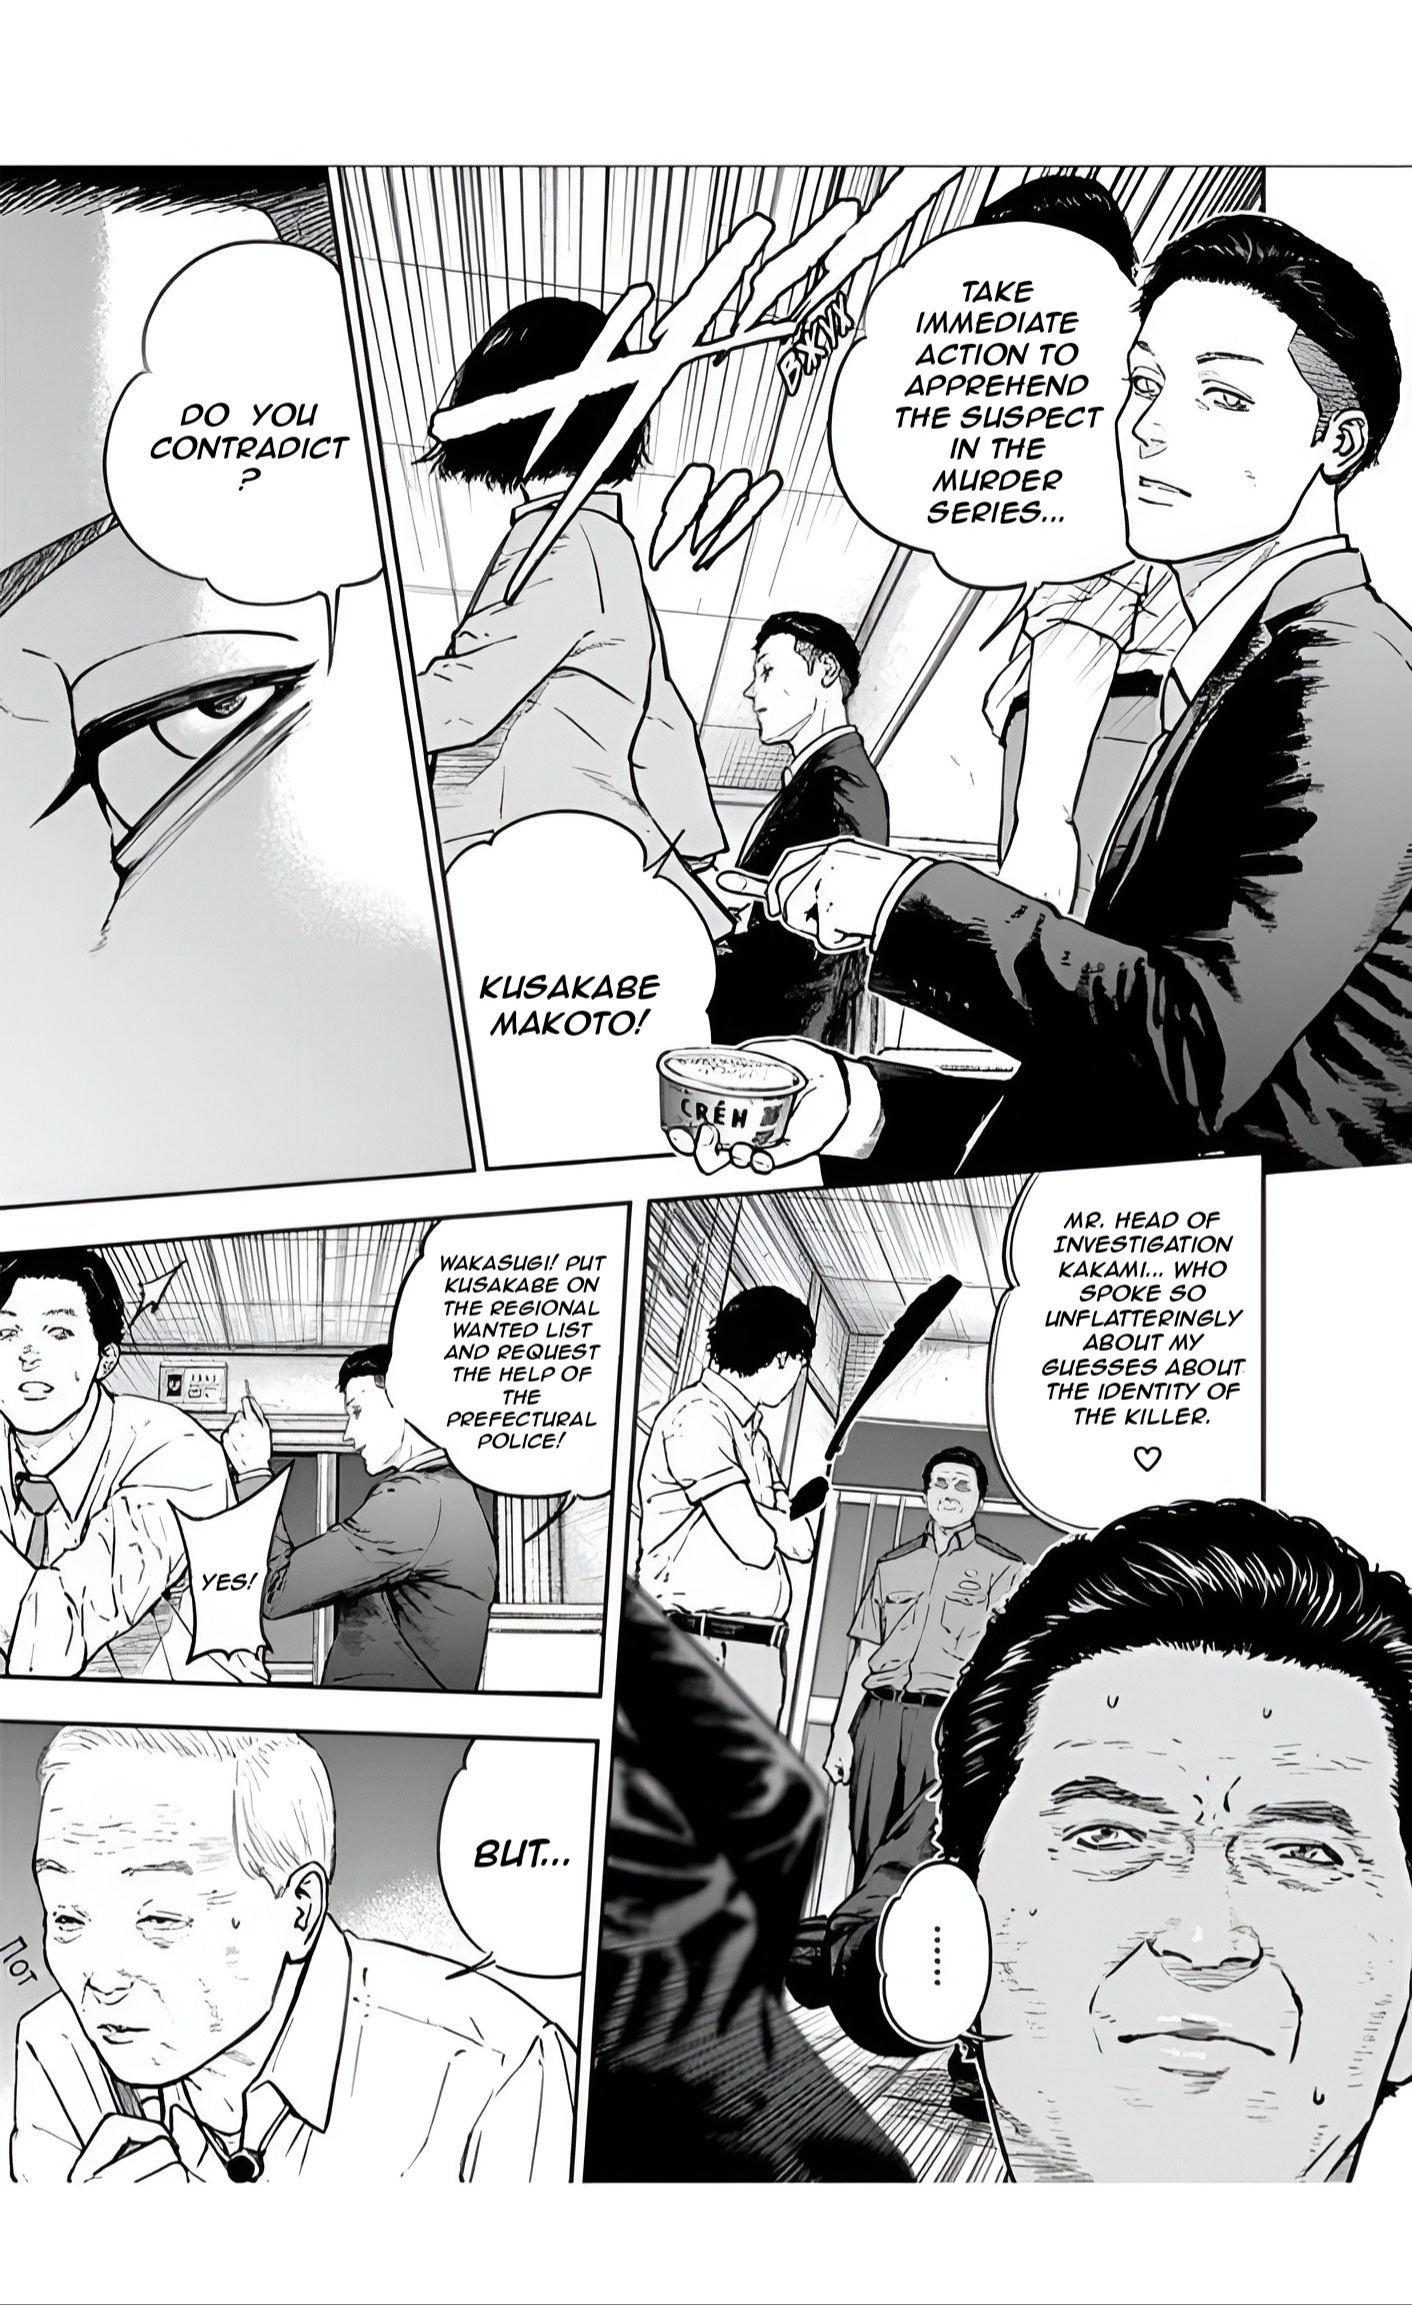 TAKE
IMMEDIATE
ACTION TO
APPREHEND
THE SUSPECT
IN THE
MURDER
SERIES...
ВЖУХ
KUSAKABE
MAKOTO!
CRÉM
DO YOU
CONTRADICT
?
MR. HEAD OF
INVESTIGATION
KAKAMI... WHO
SPOKE SO
UNFLATTERINGLY
ABOUT MY
GUESSES ABOUT
THE IDENTITY OF
THE KILLER.
♡
......
WAKASUGI! PUT
KUSAKABE ON
THE REGIONAL
WANTED LIST
AND REQUEST
THE HELP OF
THE
PREFECTURAL
POLICE!
YES!
BUT...
ПОТ